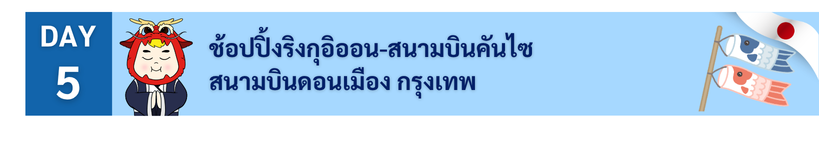 DAY
5
ช้อปปิ้งริงกุอิออน-สนามบินคันไซ
สนามบินดอนเมือง กรุงเทพ